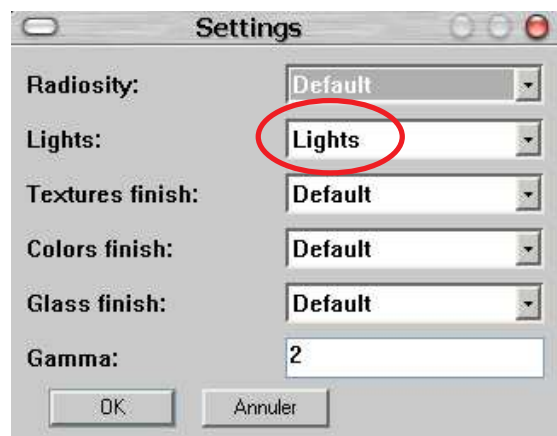 Settings
Radiosity: Default
Lights: Lights
Textures finish: Default
Colors finish: Default
Glass finish: Default
Gamma: 2
OK Annuler